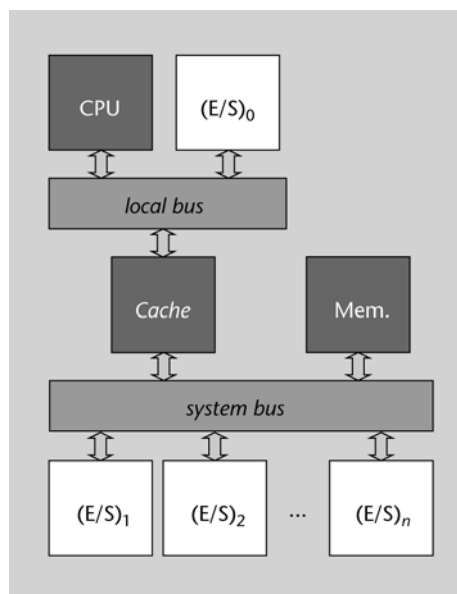 CPU
(E/S)₀
local bus
Cache
Mem.
system bus
(E/S)₁
(E/S)₂
...
(E/S)ₙ